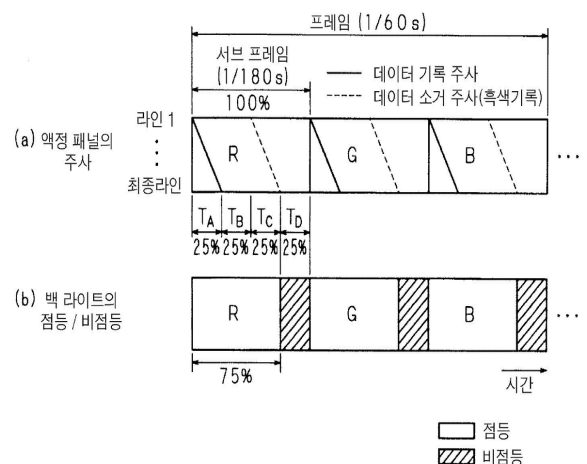 프레임 (1/60s)
서브 프레임
(1/180s)
100%
데이터 기록 주사
데이터 소거 주사(흑색기록)
(a) 액정 패널의
주사
라인 1
최종라인
R
G
B
T_A T_B T_C T_D
25% 25% 25% 25%
(b) 백 라이트의
점등 / 비점등
R
G
B
75%
시간
점등
비점등